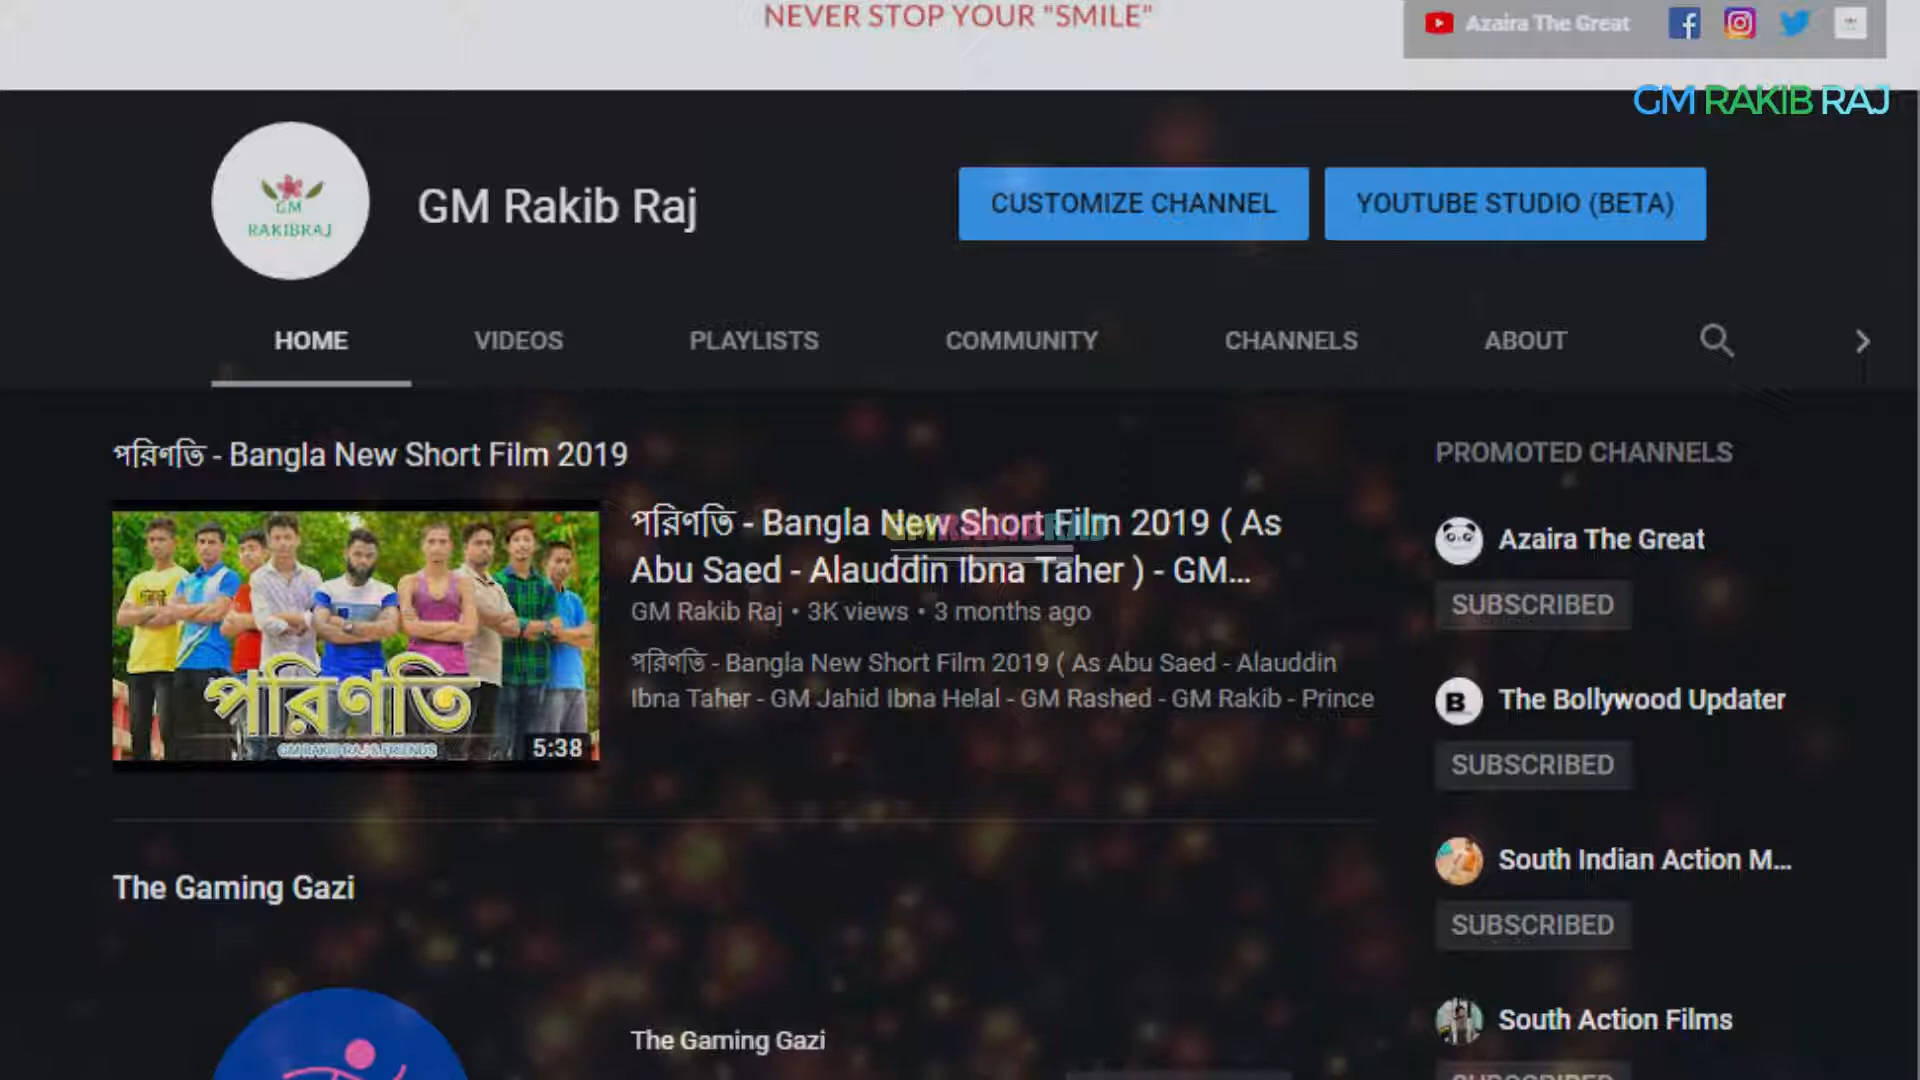 NEVER STOP YOUR "SMILE"
Azaira The Great
GM RAKIB RAJ
GM
RAKIBRAJ
GM Rakib Raj
CUSTOMIZE CHANNEL
YOUTUBE STUDIO (BETA)
HOME
VIDEOS
PLAYLISTS
COMMUNITY
CHANNELS
ABOUT
পরিণতি - Bangla New Short Film 2019
পরিণতি
GM RAKIB RAJ & FRIENDS
5:38
পরিণতি - Bangla New Short Film 2019 ( As
Abu Saed - Alauddin Ibna Taher ) - GM...
GM Rakib Raj • 3K views • 3 months ago
পরিণতি - Bangla New Short Film 2019 ( As Abu Saed - Alauddin
Ibna Taher - GM Jahid Ibna Helal - GM Rashed - GM Rakib - Prince
The Gaming Gazi
The Gaming Gazi
PROMOTED CHANNELS
Azaira The Great
SUBSCRIBED
B
The Bollywood Updater
SUBSCRIBED
South Indian Action M...
SUBSCRIBED
South Action Films
SUBSCRIBED